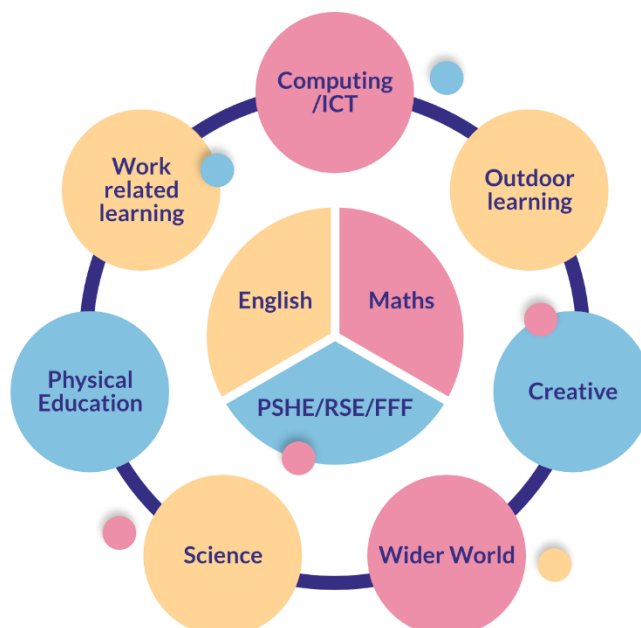 Computing
/ICT
Outdoor
learning
Creative
Wider World
Science
Physical
Education
Work
related
learning
English
Maths
PSHE/RSE/FFF